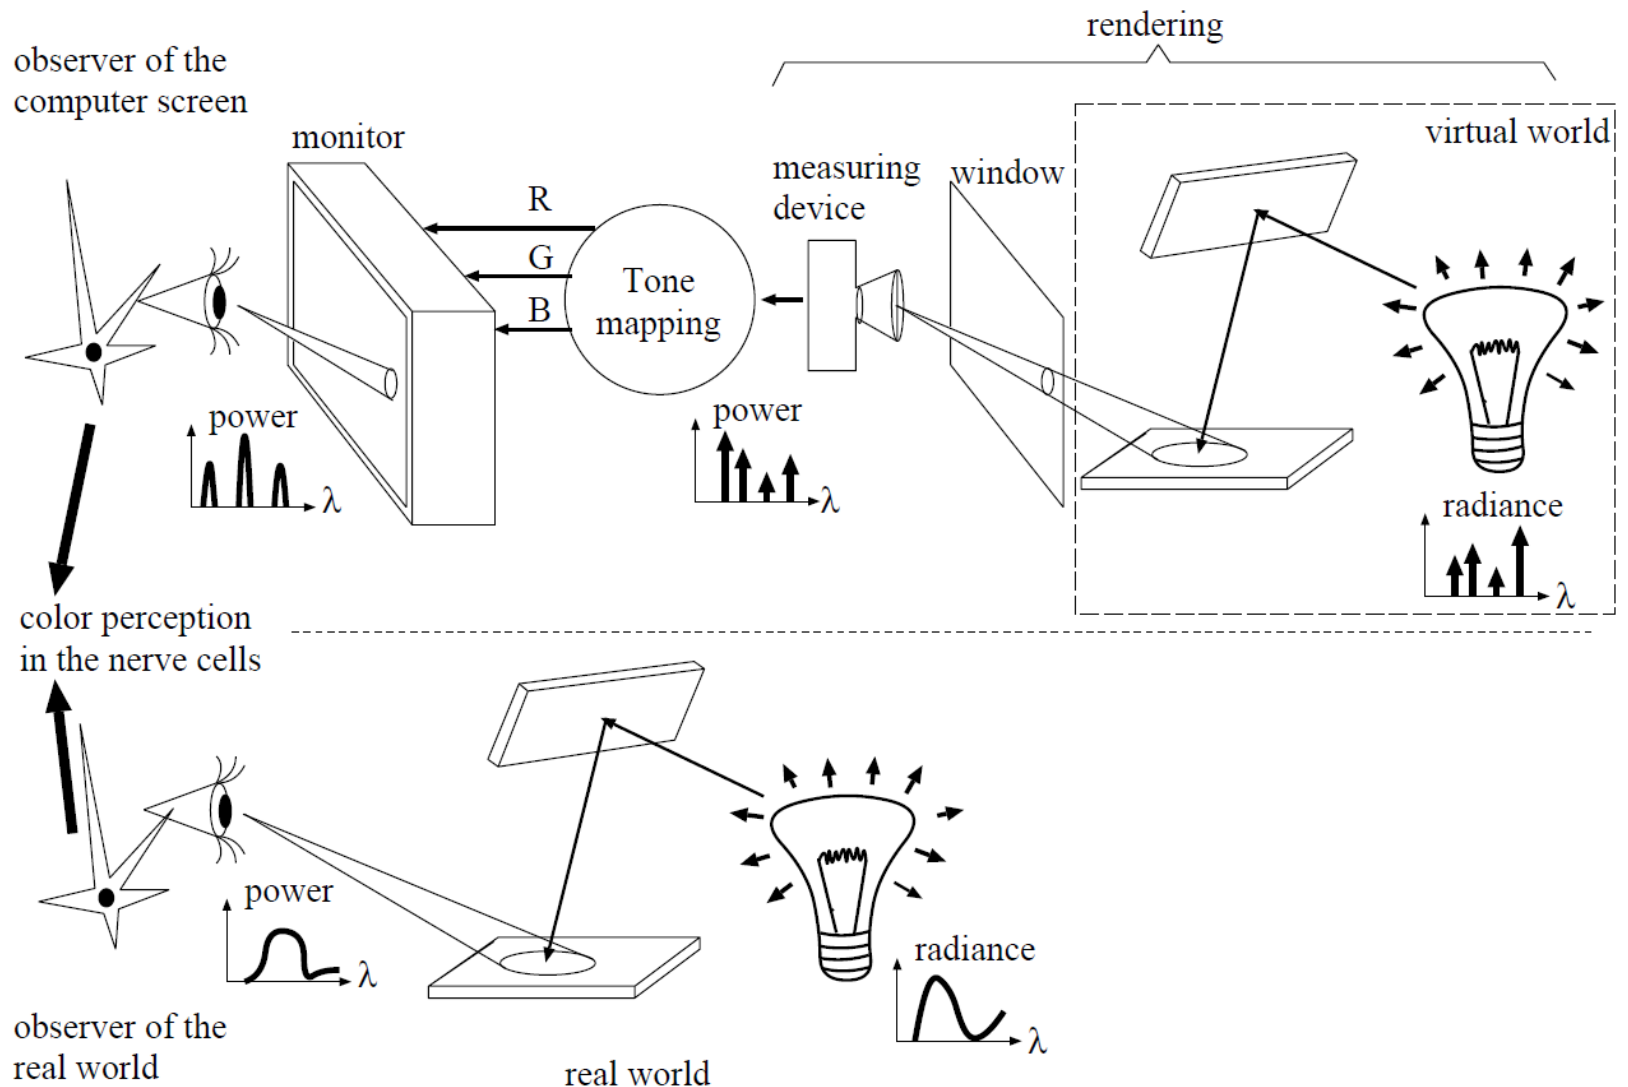 rendering
observer of the
computer screen
monitor
virtual world
measuring
device
window
R
G
B
Tone
mapping
power
λ
power
λ
radiance
λ
color perception
in the nerve cells
power
λ
radiance
λ
observer of the
real world
real world